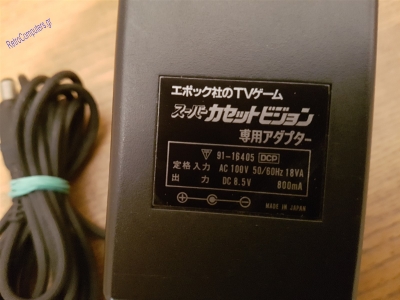 RetroComputers.gr
エポック社のTVゲーム
スーパーカセットビジョン
専用アダプター
91-16405 DCP
定格入力 AC 100V 50/60Hz 18VA
出力 DC 8.5V 800mA
MADE IN JAPAN